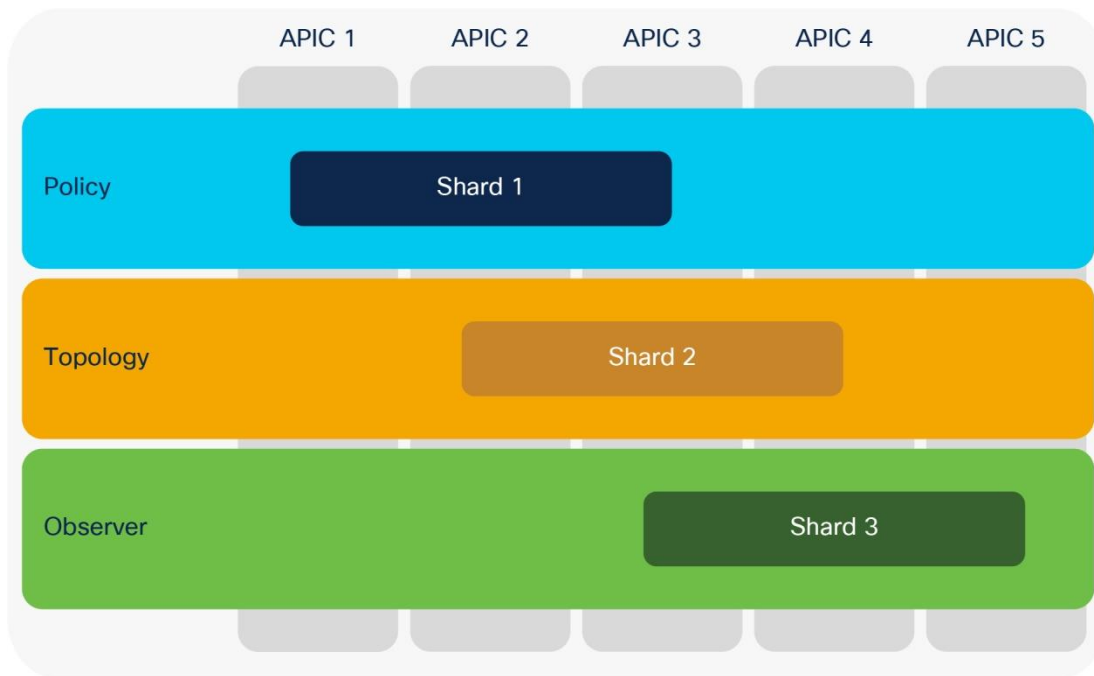 APIC 1 APIC 2 APIC 3 APIC 4 APIC 5
Policy Shard 1
Topology Shard 2
Observer Shard 3